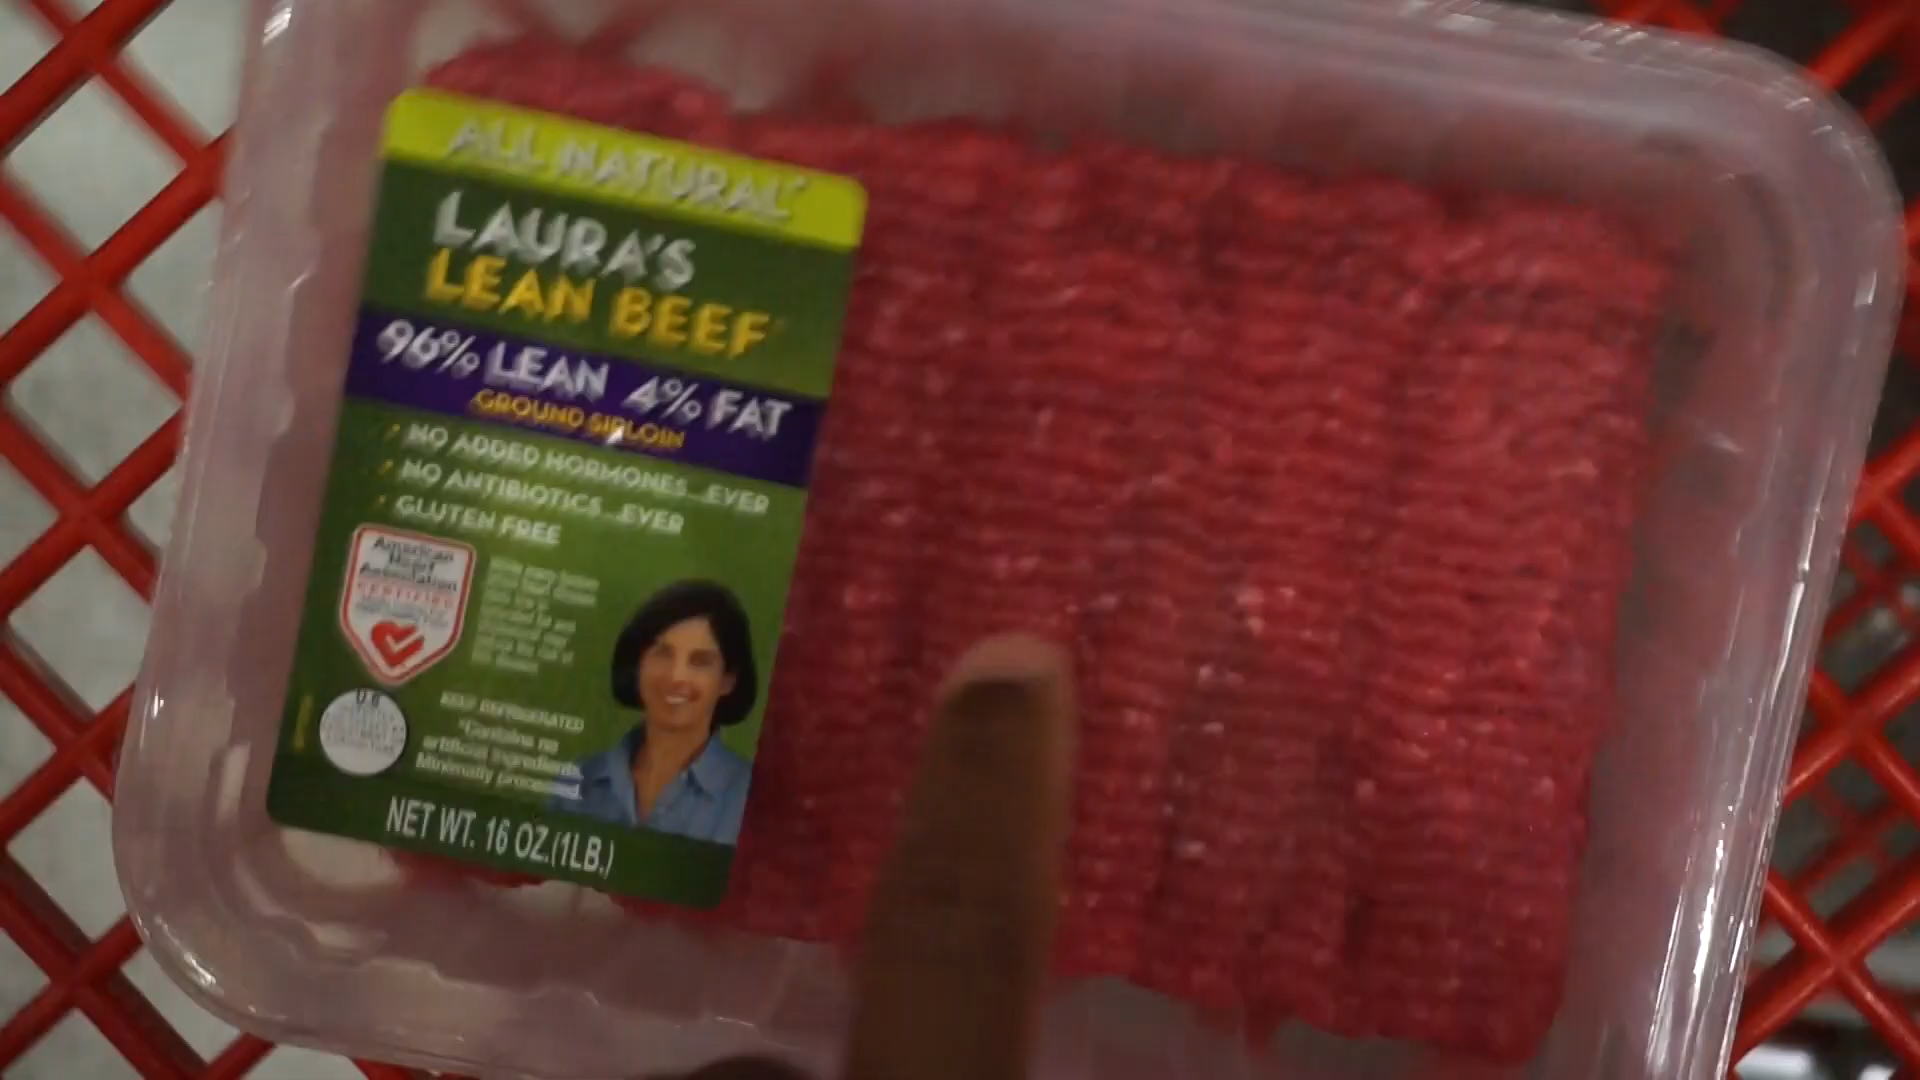 ALL NATURAL*
LAURA'S
LEAN BEEF
96% LEAN 4% FAT
GROUND SIRLOIN
NO ADDED HORMONES...EVER
NO ANTIBIOTICS...EVER
GLUTEN FREE
American
Heart
Association
CERTIFIED
KEEP REFRIGERATED
*Contains no
artificial ingredients.
Minimally processed.
NET WT. 16 OZ.(1LB.)